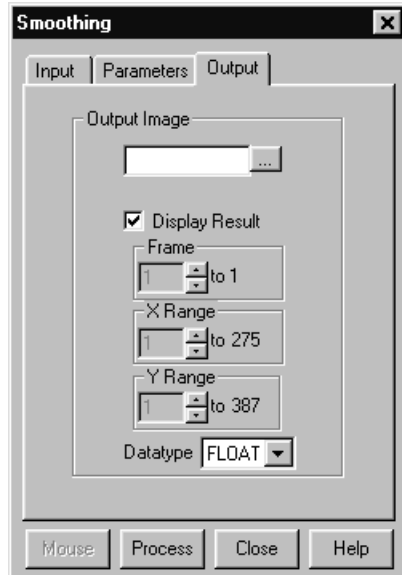 Smoothing
Input Parameters Output
Output Image
...
Display Result
Frame
1 to 1
X Range
1 to 275
Y Range
1 to 387
Datatype FLOAT
Mouse Process Close Help